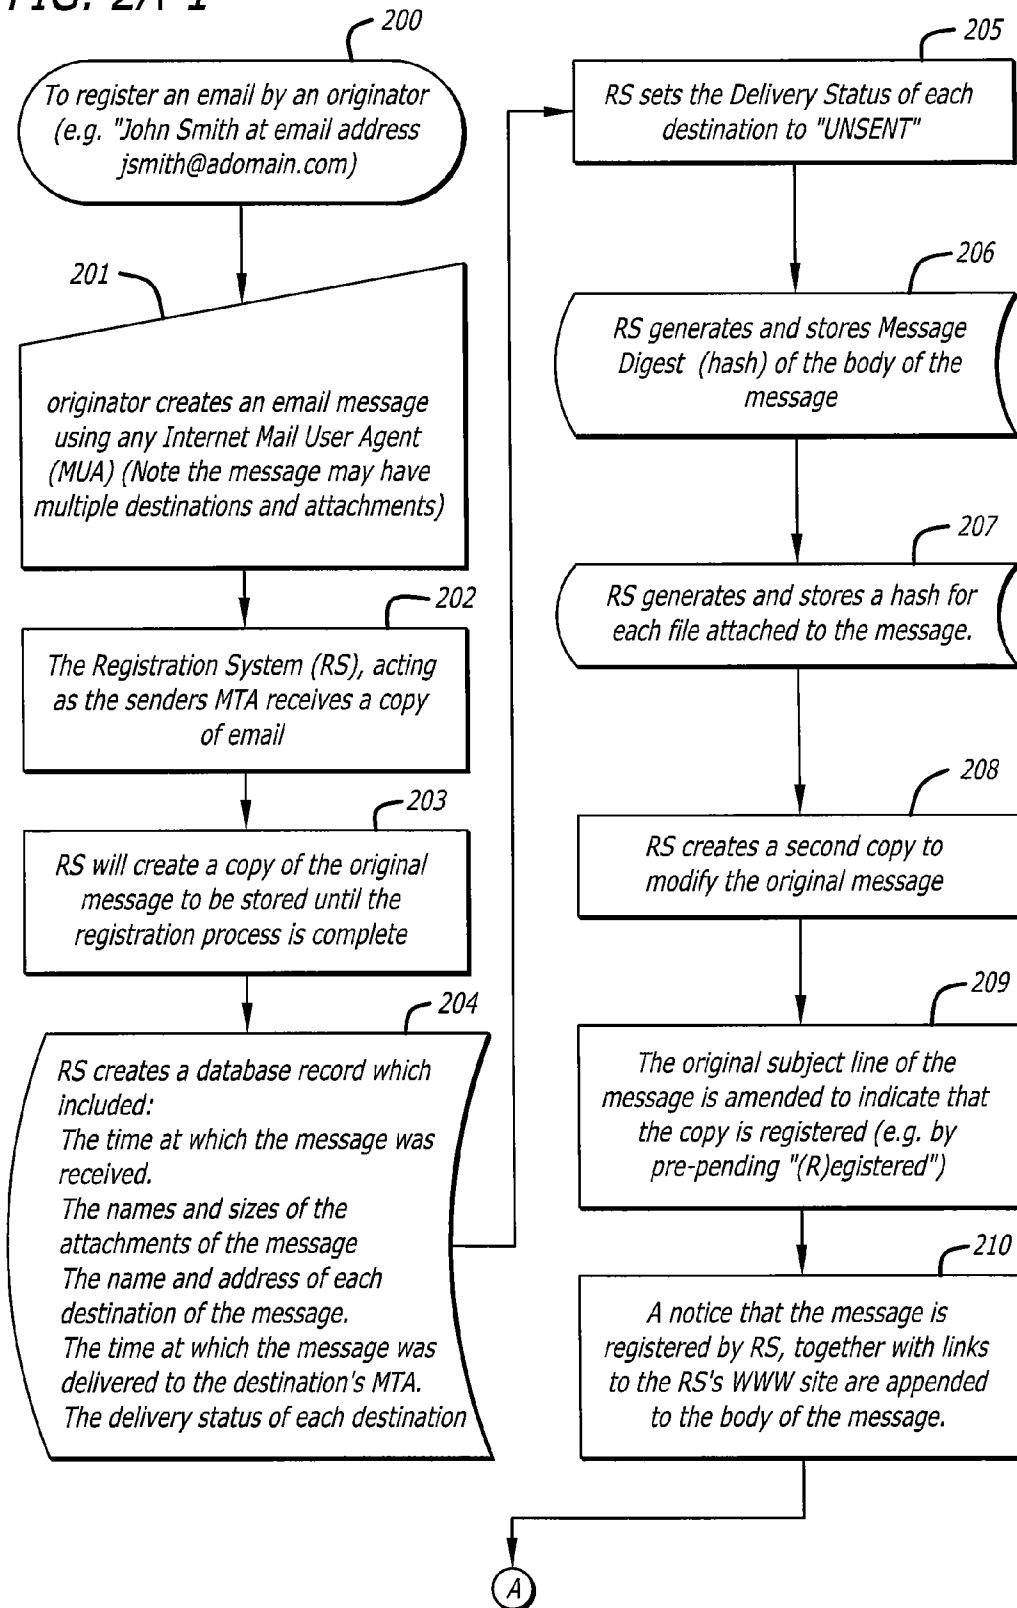 FIG. 2A-1
200
To register an email by an originator
(e.g. "John Smith at email address
jsmith@adomain.com)
201
originator creates an email message
using any Internet Mail User Agent
(MUA) (Note the message may have
multiple destinations and attachments)
202
The Registration System (RS), acting
as the senders MTA receives a copy
of email
203
RS will create a copy of the original
message to be stored until the
registration process is complete
204
RS creates a database record which
included:
The time at which the message was
received.
The names and sizes of the
attachments of the message
The name and address of each
destination of the message.
The time at which the message was
delivered to the destination's MTA.
The delivery status of each destination
205
RS sets the Delivery Status of each
destination to "UNSENT"
206
RS generates and stores Message
Digest (hash) of the body of the
message
207
RS generates and stores a hash for
each file attached to the message.
208
RS creates a second copy to
modify the original message
209
The original subject line of the
message is amended to indicate that
the copy is registered (e.g. by
pre-pending "(R)egistered")
210
A notice that the message is
registered by RS, together with links
to the RS's WWW site are appended
to the body of the message.
A